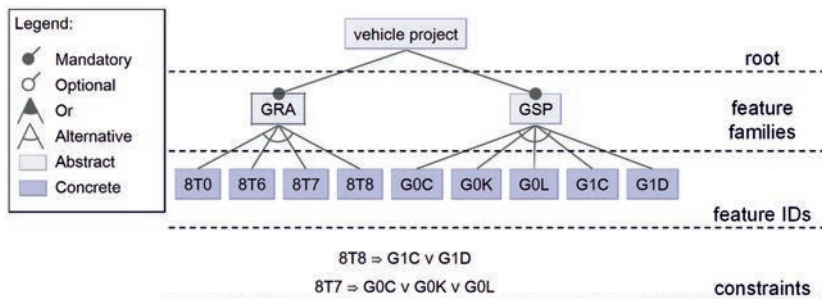 Legend:
Mandatory
Optional
Or
Alternative
Abstract
Concrete
vehicle project
root
GRA
GSP
feature
families
8T0 8T6 8T7 8T8 G0C G0K G0L G1C G1D
feature IDs
8T8 ⇒ G1C v G1D
8T7 ⇒ G0C v G0K v G0L
constraints